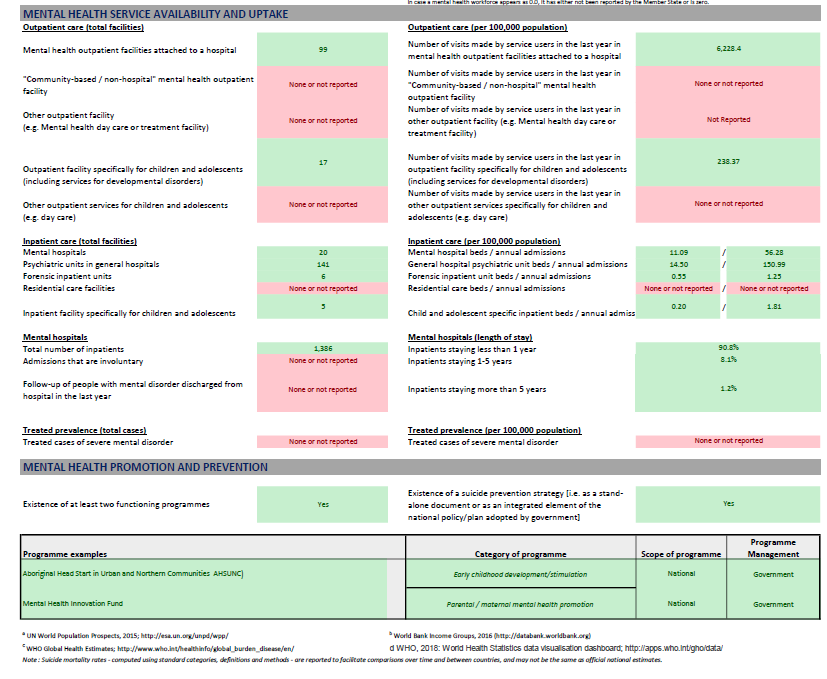 In case a mental health workforce appears as 0.0, it has either not been reported by the Member State or is zero.
MENTAL HEALTH SERVICE AVAILABILITY AND UPTAKE
Outpatient care (total facilities)
Outpatient care (per 100,000 population)
Mental health outpatient facilities attached to a hospital
99
Number of visits made by service users in the last year in
mental health outpatient facilities attached to a hospital
6,228.4
"Community-based / non-hospital" mental health outpatient
facility
None or not reported
Number of visits made by service users in the last year in
"Community-based / non-hospital" mental health
outpatient facility
None or not reported
Other outpatient facility
(e.g. Mental health day care or treatment facility)
None or not reported
Number of visits made by service users in the last year in
other outpatient facility (e.g. Mental health day care or
treatment facility)
Not Reported
Outpatient facility specifically for children and adolescents
(including services for developmental disorders)
17
Number of visits made by service users in the last year in
outpatient facility specifically for children and adolescents
(including services for developmental disorders)
238.37
Other outpatient services for children and adolescents
(e.g. day care)
None or not reported
Number of visits made by service users in the last year in
other outpatient services specifically for children and
adolescents (e.g. day care)
None or not reported
Inpatient care (total facilities)
Inpatient care (per 100,000 population)
Mental hospitals
20
Mental hospital beds / annual admissions
11.09 / 56.28
Psychiatric units in general hospitals
141
General hospital psychiatric unit beds / annual admissions
14.50 / 150.99
Forensic inpatient units
6
Forensic inpatient unit beds / annual admissions
0.55 1.25
Residential care facilities
None or not reported
Residential care beds / annual admissions
None or not reported / None or not reported
Inpatient facility specifically for children and adolescents
5
Child and adolescent specific inpatient beds / annual admiss
0.20 / 1.81
Mental hospitals
Mental hospitals (length of stay)
Total number of inpatients
1,386
Inpatients staying less than 1 year
90.8%
Admissions that are involuntary
None or not reported
Inpatients staying 1-5 years
8.1%
Follow-up of people with mental disorder discharged from
hospital in the last year
None or not reported
Inpatients staying more than 5 years
1.2%
Treated prevalence (total cases)
Treated prevalence (per 100,000 population)
Treated cases of severe mental disorder
None or not reported
Treated cases of severe mental disorder
None or not reported
MENTAL HEALTH PROMOTION AND PREVENTION
Existence of at least two functioning programmes
Yes
Existence of a suicide prevention strategy [i.e. as a stand-
alone document or as an integrated element of the
national policy/plan adopted by government]
Yes
Programme examples
Category of programme
Scope of programme
Programme
Management
Aboriginal Head Start in Urban and Northern Communities AHSUNC)
Early childhood development/stimulation
National
Government
Mental Health Innovation Fund
Parental / maternal mental health promotion
National
Government
a UN World Population Prospects, 2015; http://esa.un.org/unpd/wpp/
b World Bank Income Groups, 2016 (http://databank.worldbank.org)
c WHO Global Health Estimates; http://www.who.int/healthinfo/global_burden_disease/en/
d WHO, 2018: World Health Statistics data visualisation dashboard; http://apps.who.int/gho/data/
Note : Suicide mortality rates - computed using standard categories, definitions and methods - are reported to facilitate comparisons over time and between countries, and may not be the same as official national estimates.